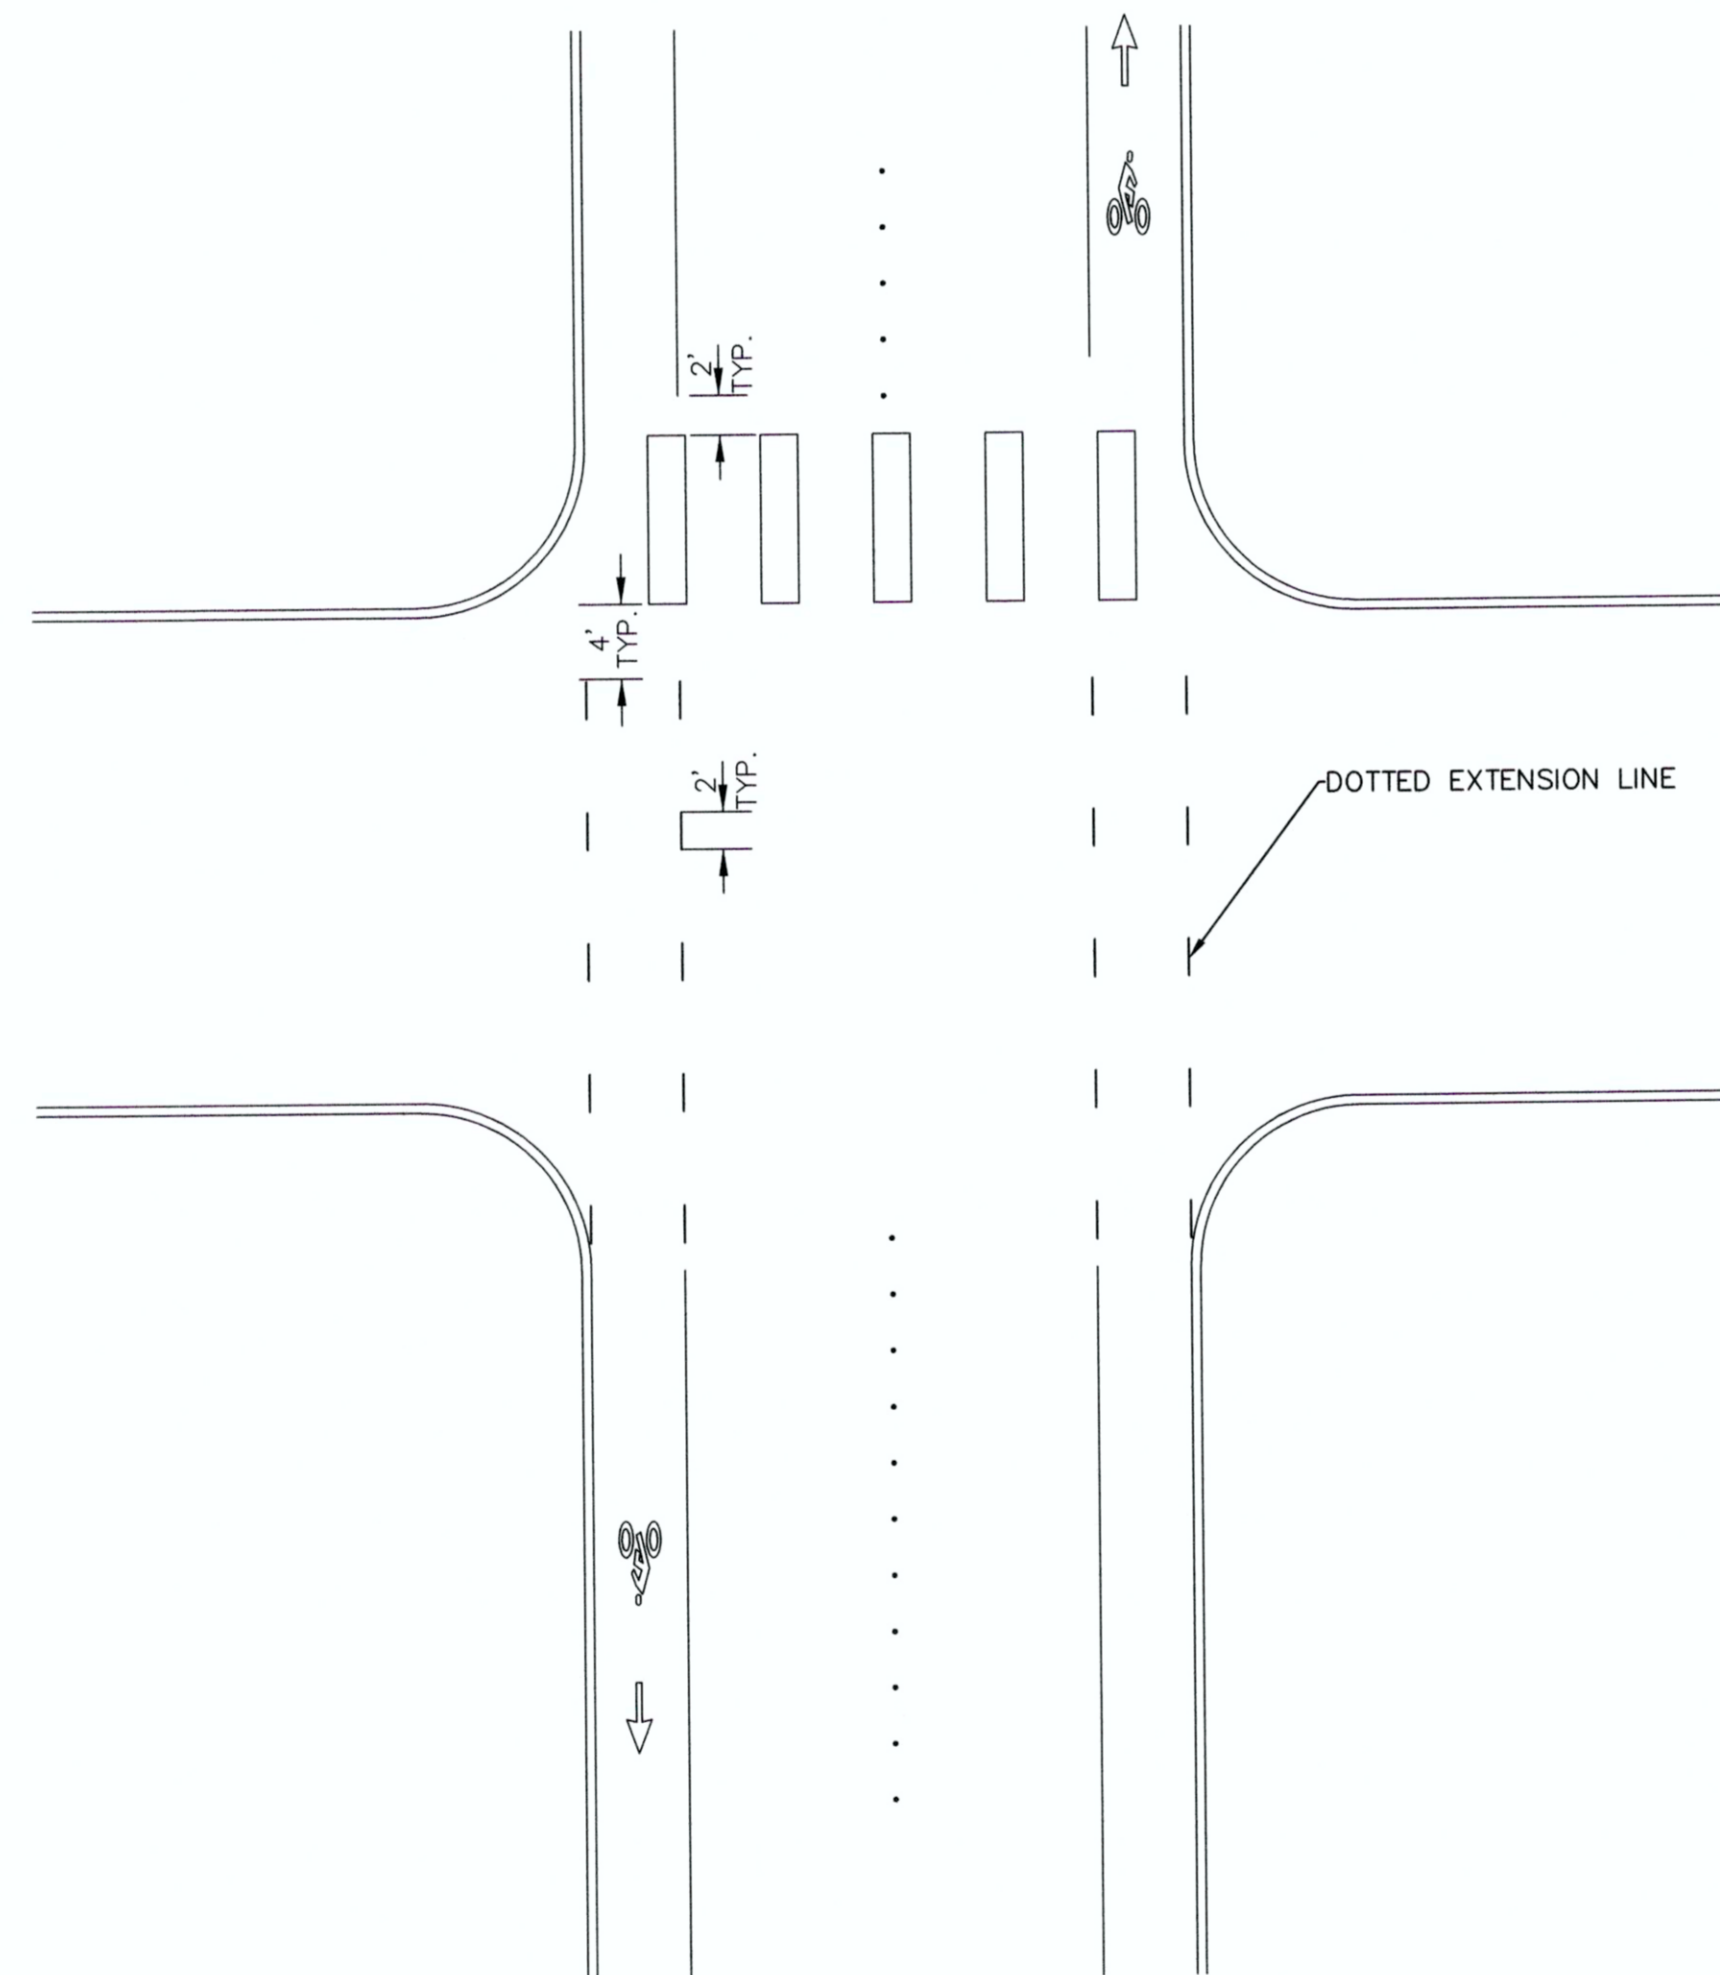 2'
TYP.
4'
TYP.
2'
TYP.
DOTTED EXTENSION LINE